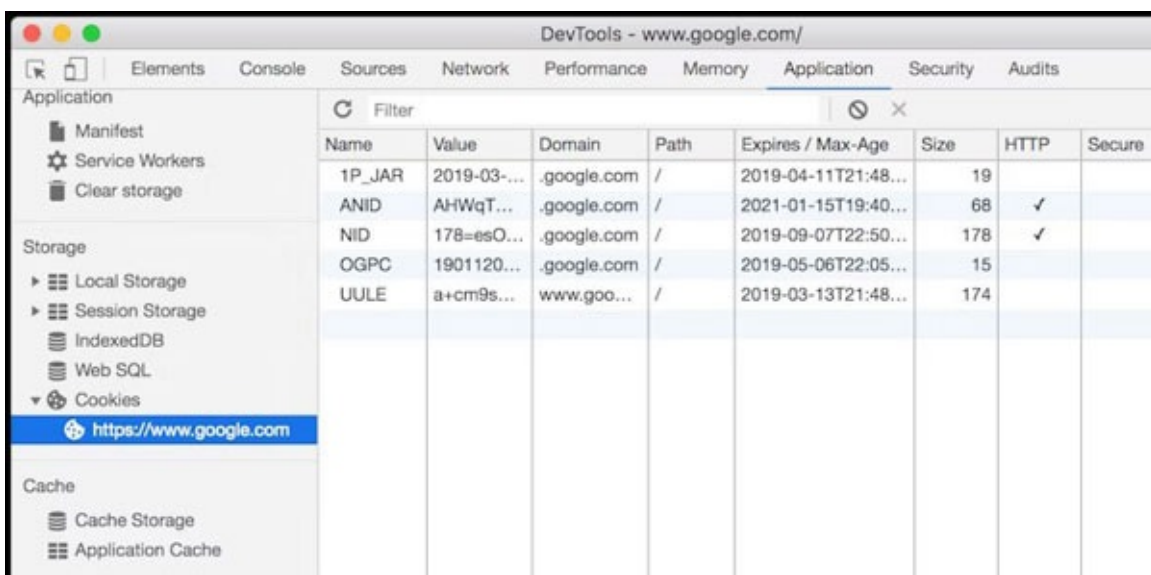 DevTools - www.google.com/
Elements Console Sources Network Performance Memory Application Security Audits
Application
Manifest
Service Workers
Clear storage
Storage
Local Storage
Session Storage
IndexedDB
Web SQL
Cookies
https://www.google.com
Cache
Cache Storage
Application Cache
Filter
Name Value Domain Path Expires / Max-Age Size HTTP Secure
1P_JAR 2019-03-... .google.com / 2019-04-11T21:48... 19
ANID AHWqT... .google.com / 2021-01-15T19:40... 68 ✓
NID 178=esO... .google.com / 2019-09-07T22:50... 178 ✓
OGPC 1901120... .google.com / 2019-05-06T22:05... 15
UULE a+cm9s... www.goo... / 2019-03-13T21:48... 174